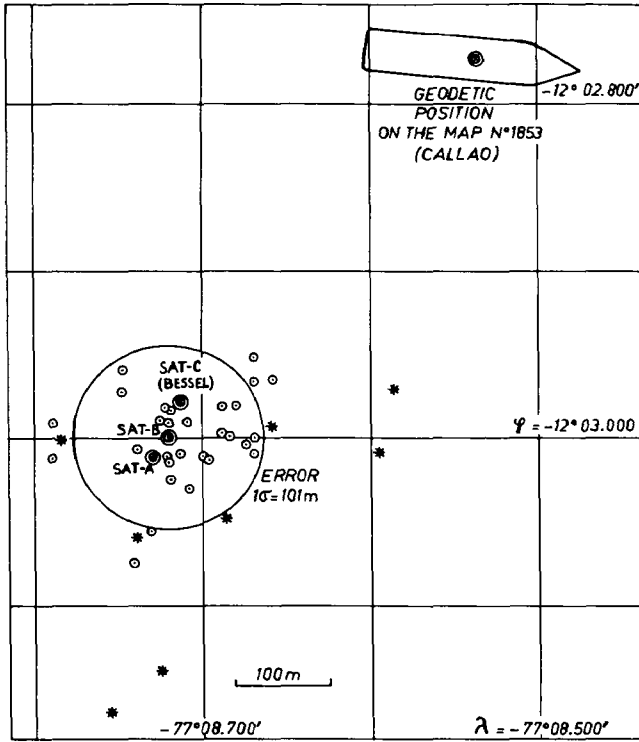 GEODETIC
POSITION
ON THE MAP N°1853
(CALLAO)
-12° 02.800'
SAT-C
(BESSEL)
SAT-B
SAT-A
φ = -12° 03.000
ERROR
1σ=101m
100m
-77°08.700'
λ = -77°08.500'